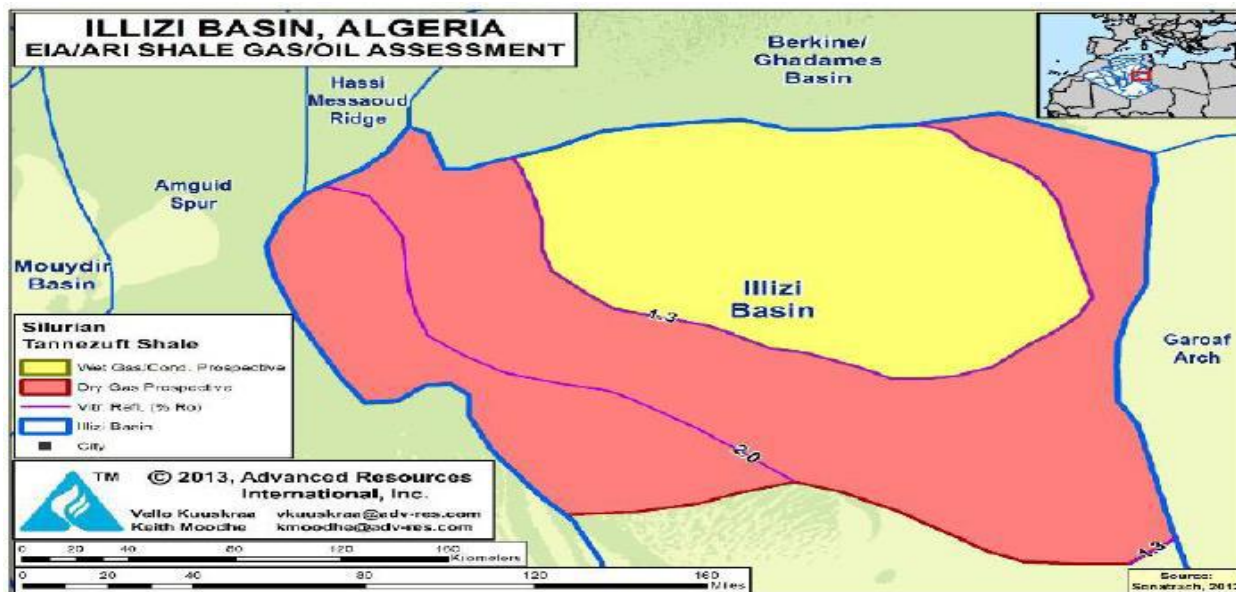 ILLIZI BASIN, ALGERIA
EIA/ARI SHALE GAS/OIL ASSESSMENT
Hassi
Messaoud
Ridge
Berkine/
Ghadames
Basin
Amguid
Spur
Mouydir
Basin
Illizi
Basin
Garoaf
Arch
1.3
2.0
1.3
Silurian
Tannezuft Shale
Wet Gas/Cond. Prospective
Dry Gas Prospective
Vitr. Refl. (% Ro)
Illizi Basin
City
TM © 2013, Advanced Resources
International, Inc.
Vello Kuuskraa vkuuskraa@adv-res.com
Keith Moodhe kmoodhe@adv-res.com
0 20 40 80 120 160
Kilometers
0 20 40 80 120 160
Miles
Source:
Sonatrach, 2012